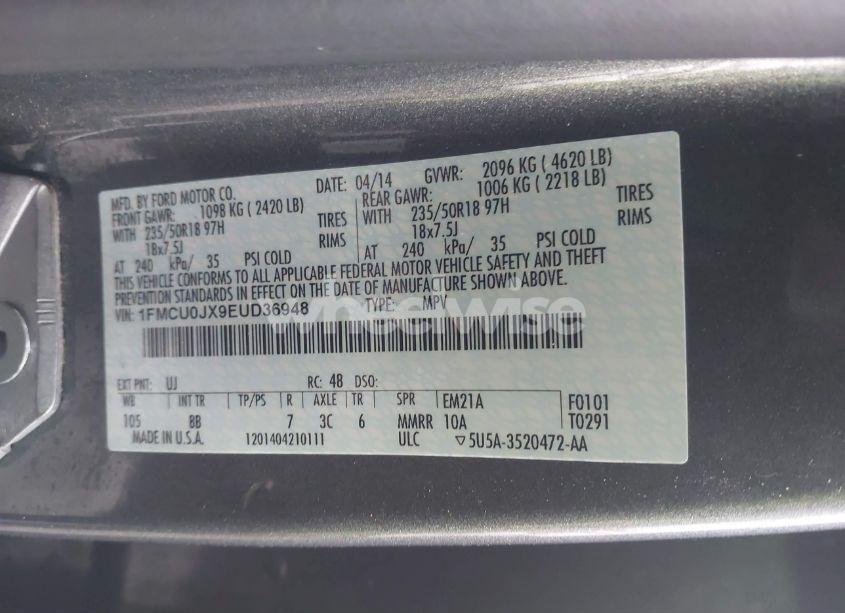 MFD. BY FORD MOTOR CO. DATE: 04/14 GVWR: 2096 KG ( 4620 LB)
FRONT GAWR: 1098 KG ( 2420 LB) REAR GAWR: 1006 KG ( 2218 LB)
WITH 235/50R18 97H TIRES WITH 235/50R18 97H TIRES
18x7.5J RIMS 18x7.5J RIMS
AT 240 kPa/ 35 PSI COLD AT 240 kPa/ 35 PSI COLD
THIS VEHICLE CONFORMS TO ALL APPLICABLE FEDERAL MOTOR VEHICLE SAFETY AND THEFT
PREVENTION STANDARDS IN EFFECT ON THE DATE OF MANUFACTURE SHOWN ABOVE.
VIN: 1FMCU0JX9EUD36948 TYPE: MPV
wheelwise
EXT PNT: UJ RC: 48 DSO:
WB INT TR TP/PS R AXLE TR SPR EM21A F0101
105 8B 7 3C 6 MMRR 10A T0291
MADE IN U.S.A. 1201404210111 ULC ▽5U5A-3520472-AA